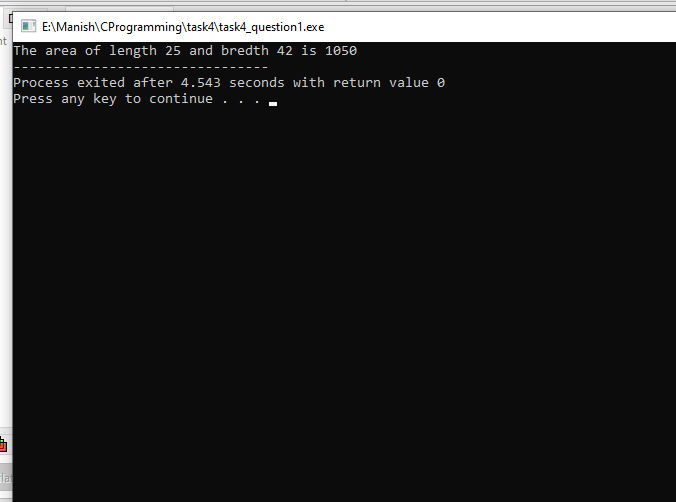 E:\Manish\CProgramming\task4\task4_question1.exe
The area of length 25 and bredth 42 is 1050
--------------------------------
Process exited after 4.543 seconds with return value 0
Press any key to continue . . .